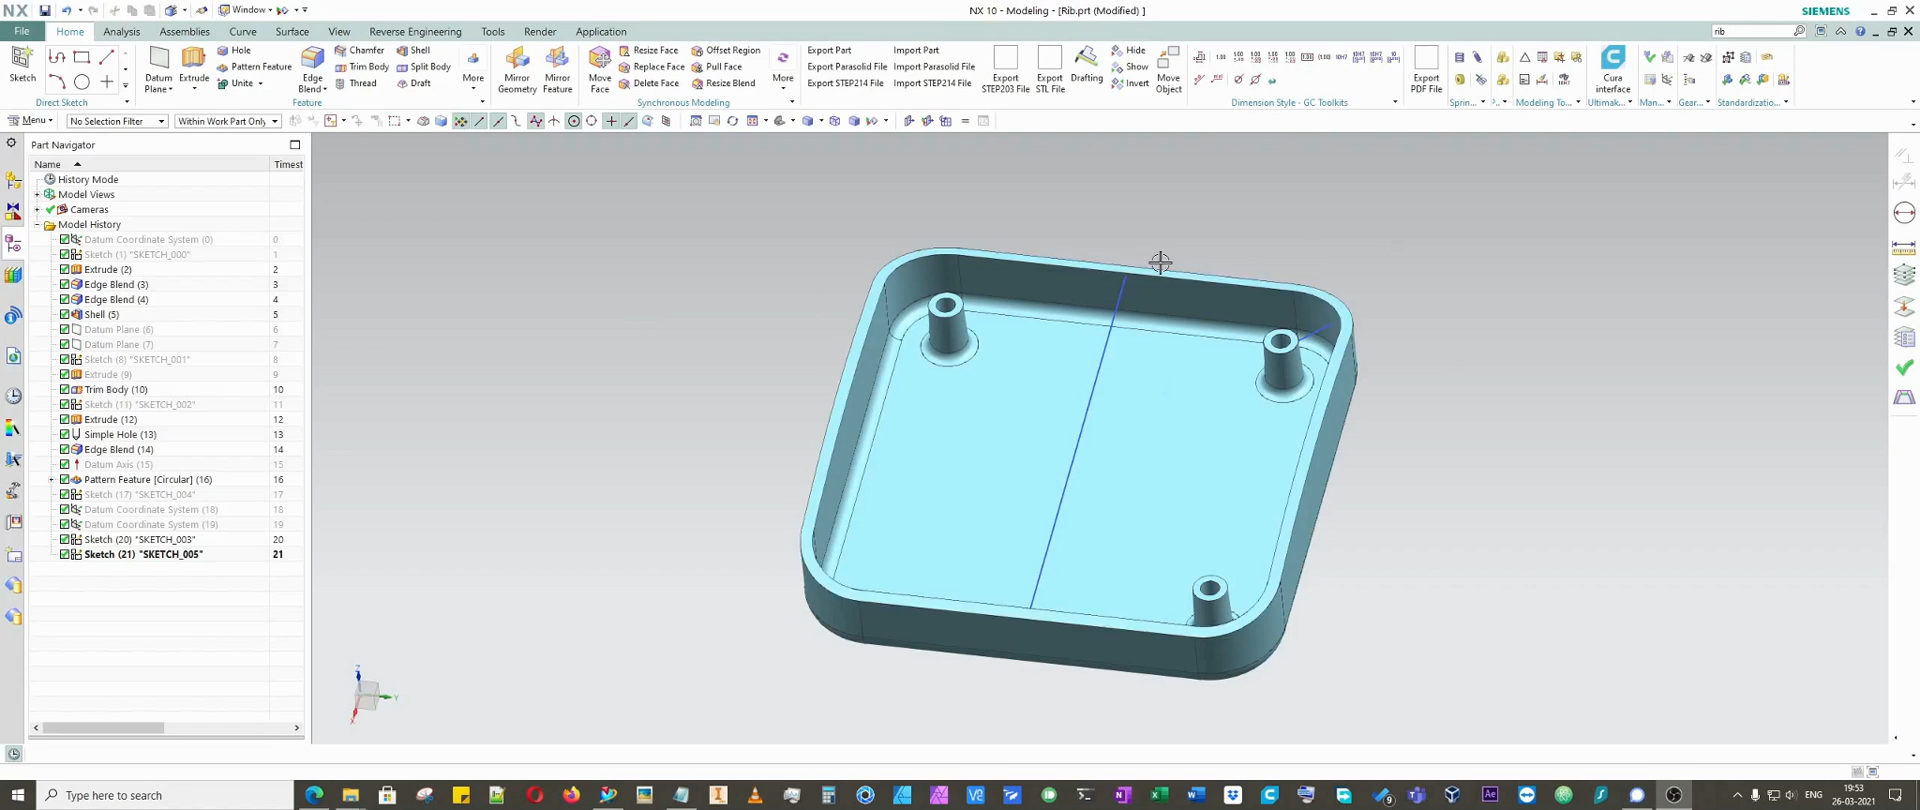 NX Window NX 10 - Modeling - [Rib.prt (Modified) ] SIEMENS
File Home Analysis Assemblies Curve Surface View Reverse Engineering Tools Render Application rib
Hole Chamfer Shell Resize Face Offset Region Export Part Import Part Hide
Sketch Datum Plane Extrude Pattern Feature Edge Blend Trim Body Split Body More Mirror Geometry Mirror Feature Move Face Replace Face Pull Face More Export Parasolid File Import Parasolid File Export STEP203 File Export STL File Drafting Show Move Object Export PDF File Cura interface
Unite Thread Draft Delete Face Resize Blend Export STEP214 File Import STEP214 File Invert
Direct Sketch Feature Synchronous Modeling Dimension Style - GC Toolkits Sprin... Modeling To... Ultimak... Man... Gear... Standardizatio...
Menu No Selection Filter Within Work Part Only
Part Navigator
Name Timest
History Mode
Model Views
Cameras
Model History
Datum Coordinate System (0) 0
Sketch (1) "SKETCH_000" 1
Extrude (2) 2
Edge Blend (3) 3
Edge Blend (4) 4
Shell (5) 5
Datum Plane (6) 6
Datum Plane (7) 7
Sketch (8) "SKETCH_001" 8
Extrude (9) 9
Trim Body (10) 10
Sketch (11) "SKETCH_002" 11
Extrude (12) 12
Simple Hole (13) 13
Edge Blend (14) 14
Datum Axis (15) 15
Pattern Feature [Circular] (16) 16
Sketch (17) "SKETCH_004" 17
Datum Coordinate System (18) 18
Datum Coordinate System (19) 19
Sketch (20) "SKETCH_003" 20
Sketch (21) "SKETCH_005" 21
Z
Y
X
Type here to search ENG 19:53
26-03-2021